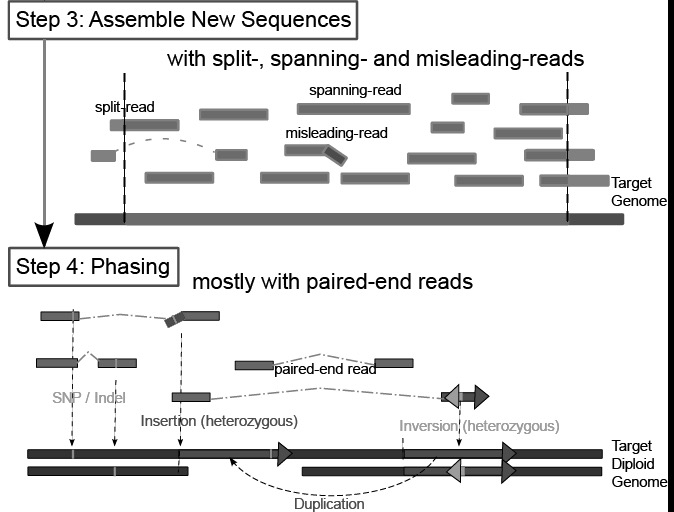 Step 3: Assemble New Sequences
with split-, spanning- and misleading-reads
spanning-read
split-read
misleading-read
Target
Genome
Step 4: Phasing
mostly with paired-end reads
paired-end read
SNP / Indel
Insertion (heterozygous)
Inversion (heterozygous)
Target
Diploid
Genome
Duplication